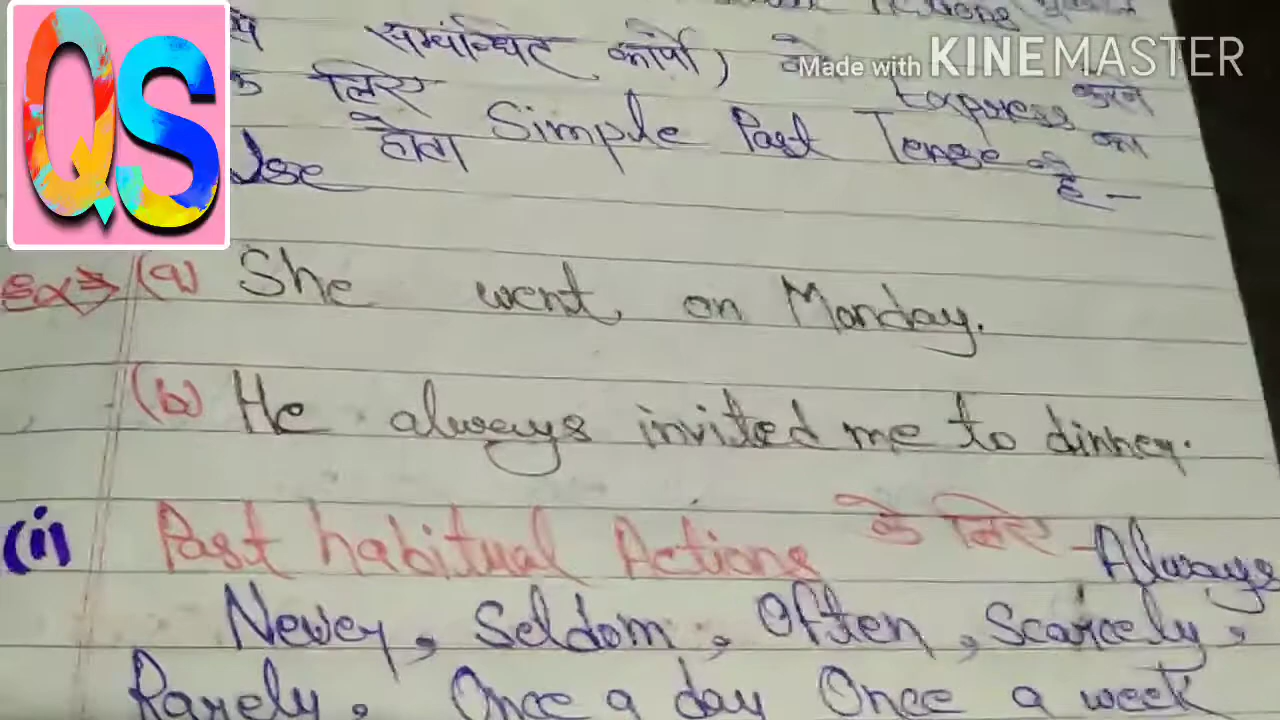 Actions
से सम्बन्धित कार्यो) को Express करने
के लिए Simple Past Tense का
Use होता है -
Made with KINEMASTER
QS
Ex⇒ (a) She went on Monday.
(b) He always invited me to dinner.
(i) Past habitual Actions के लिए - Always
Never, Seldom, Often, Scarcely,
Rarely, Once a day Once a week